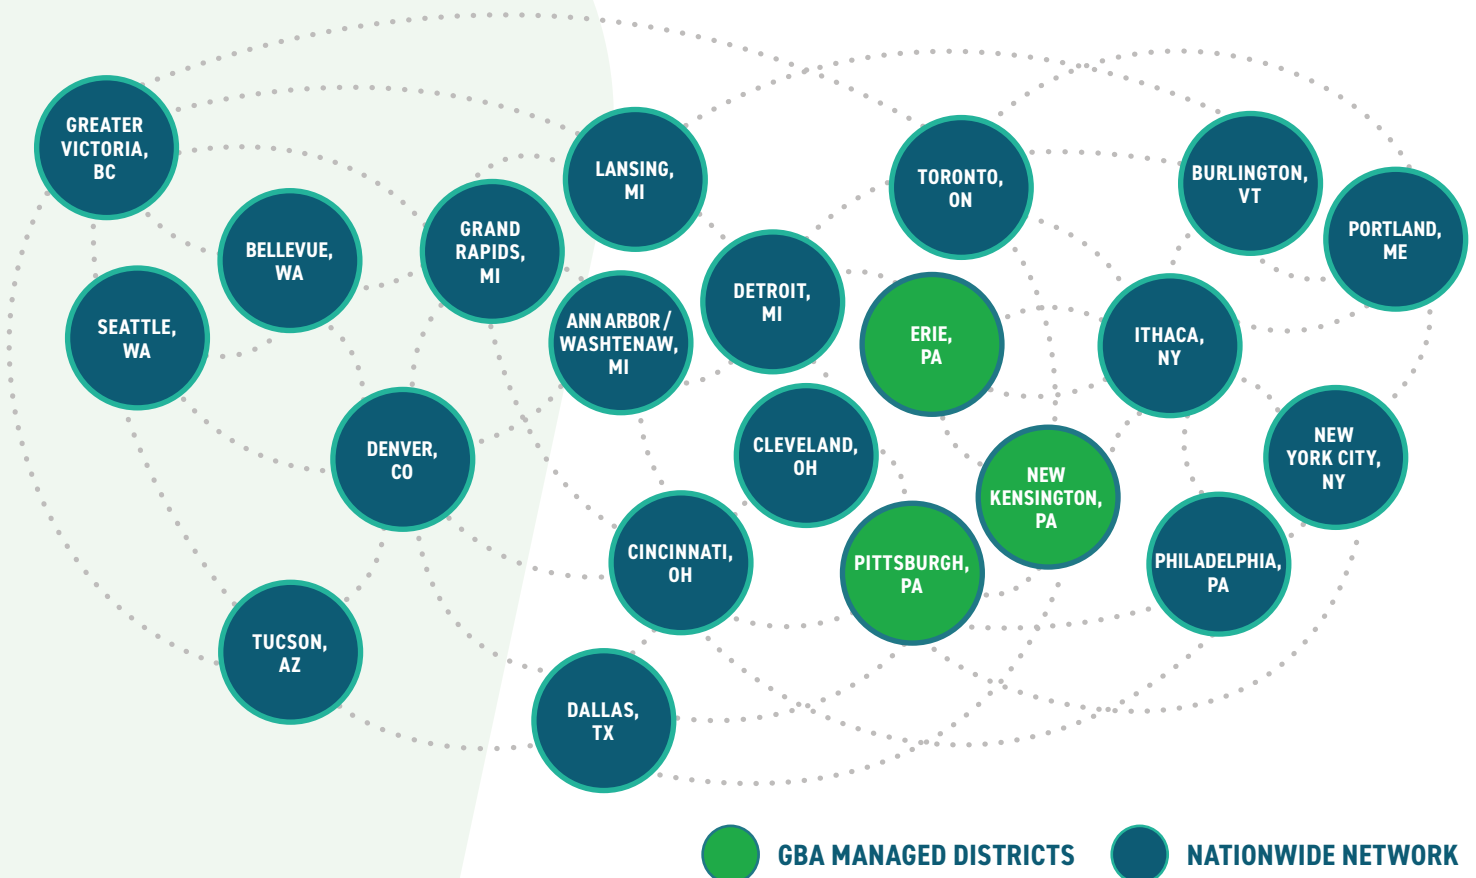 GREATER
VICTORIA,
BC
BELLEVUE,
WA
SEATTLE,
WA
GRAND
RAPIDS,
MI
LANSING,
MI
ANN ARBOR /
WASHTENAW,
MI
DETROIT,
MI
TORONTO,
ON
BURLINGTON,
VT
PORTLAND,
ME
ERIE,
PA
ITHACA,
NY
DENVER,
CO
CLEVELAND,
OH
NEW
KENSINGTON,
PA
NEW
YORK CITY,
NY
CINCINNATI,
OH
PITTSBURGH,
PA
PHILADELPHIA,
PA
TUCSON,
AZ
DALLAS,
TX
GBA MANAGED DISTRICTS
NATIONWIDE NETWORK